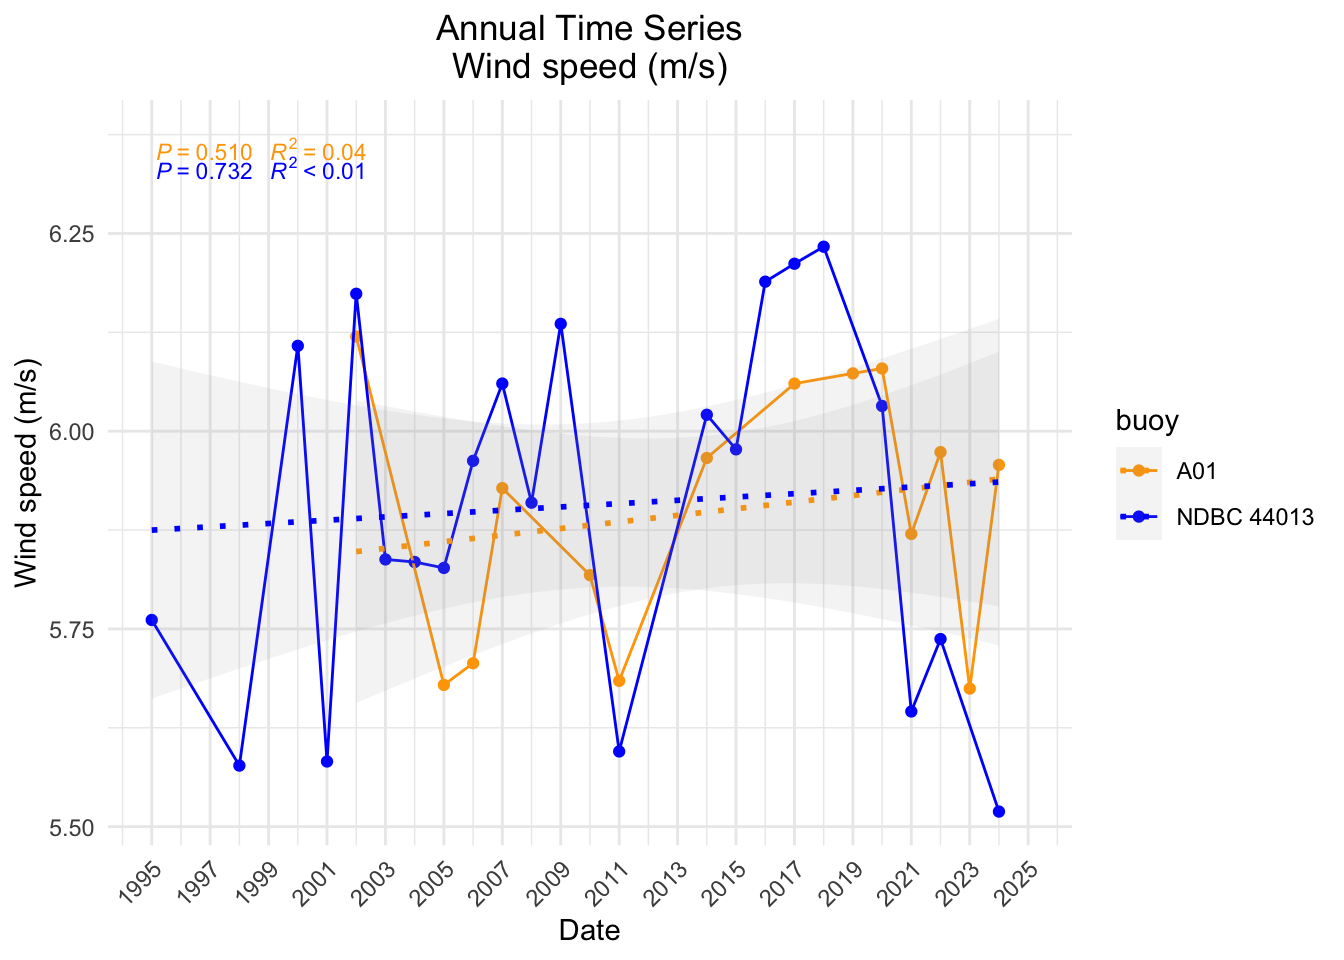 Annual Time Series
Wind speed (m/s)
P = 0.510 R² = 0.04
P = 0.732 R² < 0.01
Wind speed (m/s)
6.25
6.00
5.75
5.50
1995 1997 1999 2001 2003 2005 2007 2009 2011 2013 2015 2017 2019 2021 2023 2025
Date
buoy
A01
NDBC 44013